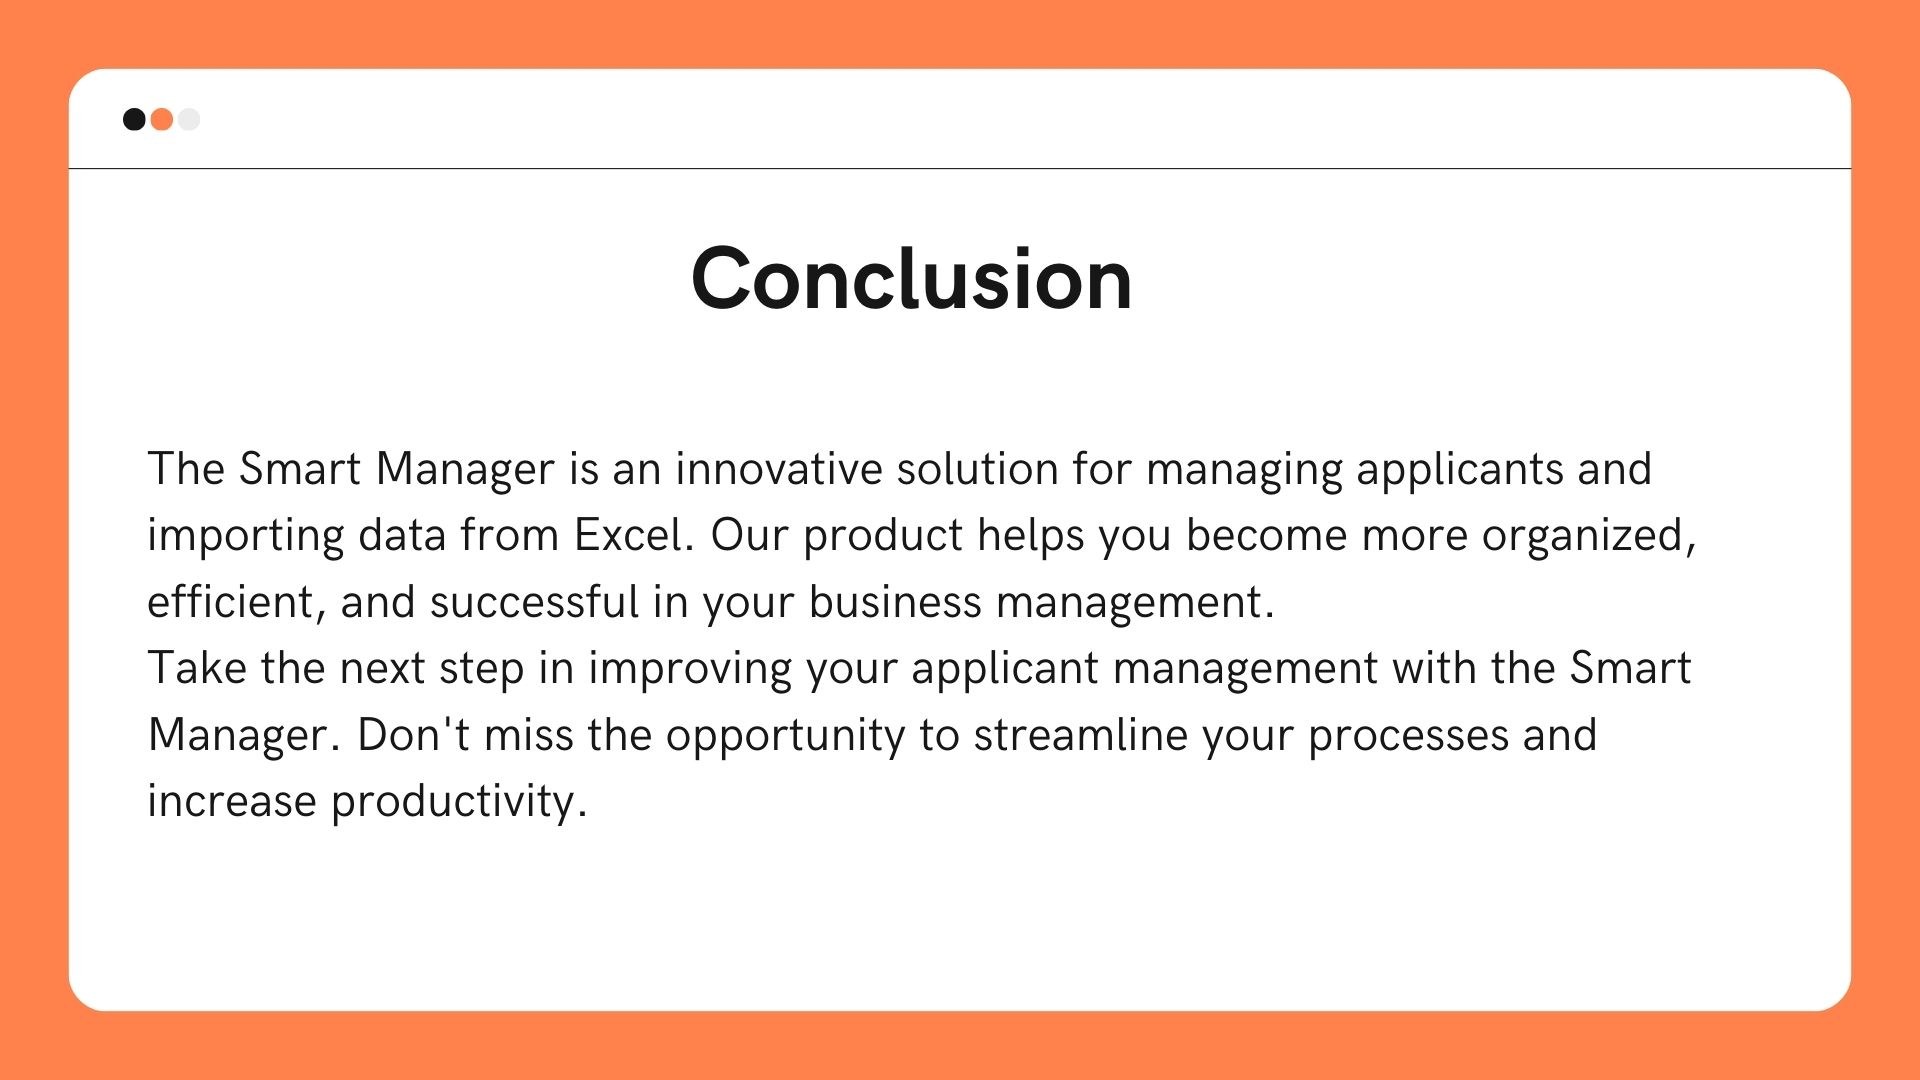 Conclusion
The Smart Manager is an innovative solution for managing applicants and
importing data from Excel. Our product helps you become more organized,
efficient, and successful in your business management.
Take the next step in improving your applicant management with the Smart
Manager. Don't miss the opportunity to streamline your processes and
increase productivity.